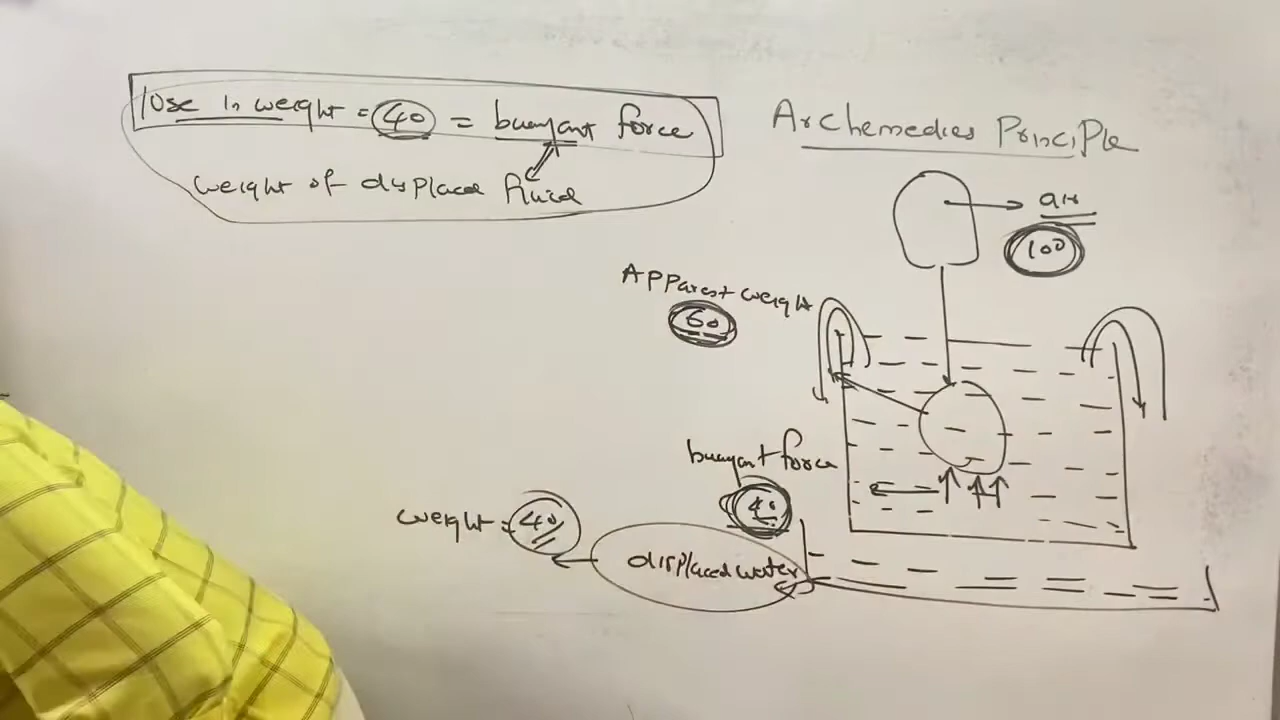 lose in weight = 40 = buoyant force
weight of displaced fluid
Archemedies Principle
air
100
Apparent weight
60
buoyant force
40
weight = 40
displaced water